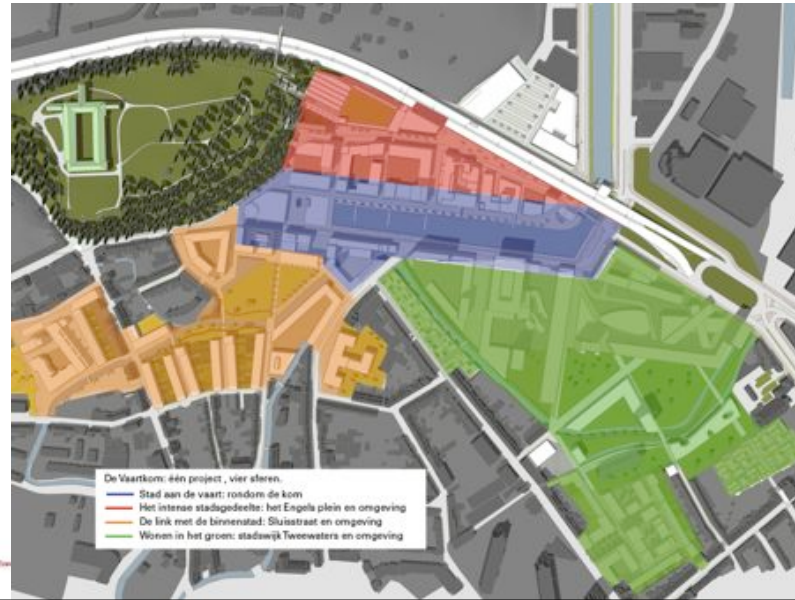 De Vaartkom: één project , vier sferen.
Stad aan de vaart: rondom de kom
Het intense stadsgedeelte: het Engels plein en omgeving
De link met de binnenstad: Sluisstraat en omgeving
Wonen in het groen: stadswijk Tweewaters en omgeving